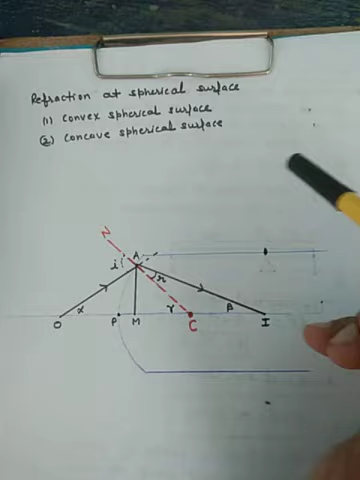 Refraction at spherical surface
(1) Convex spherical surface
(2) Concave spherical surface
N
A
i
r
O
α
P
M
γ
C
β
I